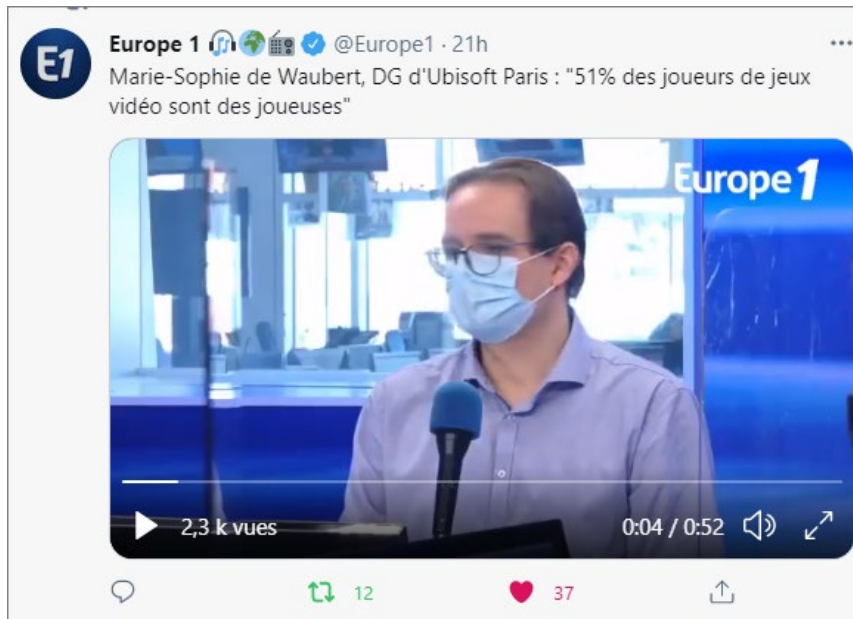 Europe 1 🎧🌍📻 @Europe1 · 21h
E1
Marie-Sophie de Waubert, DG d'Ubisoft Paris : "51% des joueurs de jeux
vidéo sont des joueuses"
Europe 1
2,3 k vues
0:04 / 0:52
12
37